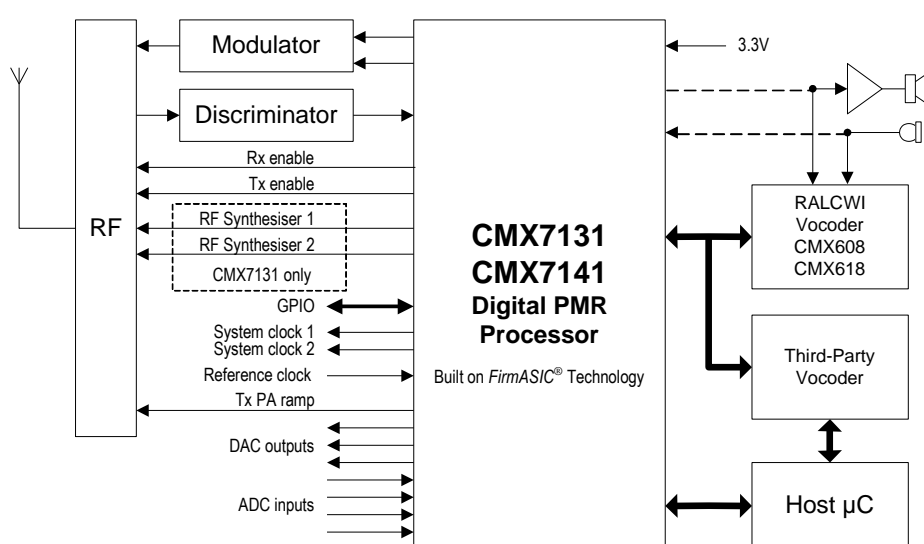 Modulator
3.3V
Discriminator
Rx enable
Tx enable
RF
RF Synthesiser 1
RF Synthesiser 2
CMX7131 only
GPIO
System clock 1
System clock 2
Reference clock
Tx PA ramp
DAC outputs
ADC inputs
CMX7131
CMX7141
Digital PMR
Processor
Built on FirmASIC® Technology
RALCWI
Vocoder
CMX608
CMX618
Third-Party
Vocoder
Host µC